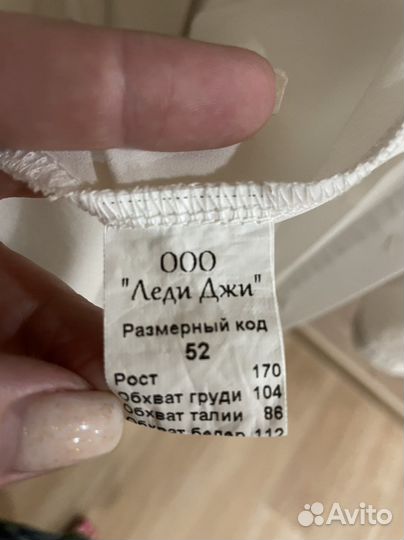 ООО
"Леди Джи"
Размерный код
52
Рост 170
Обхват груди 104
Обхват талии 86
Обхват бедер 112
Avito